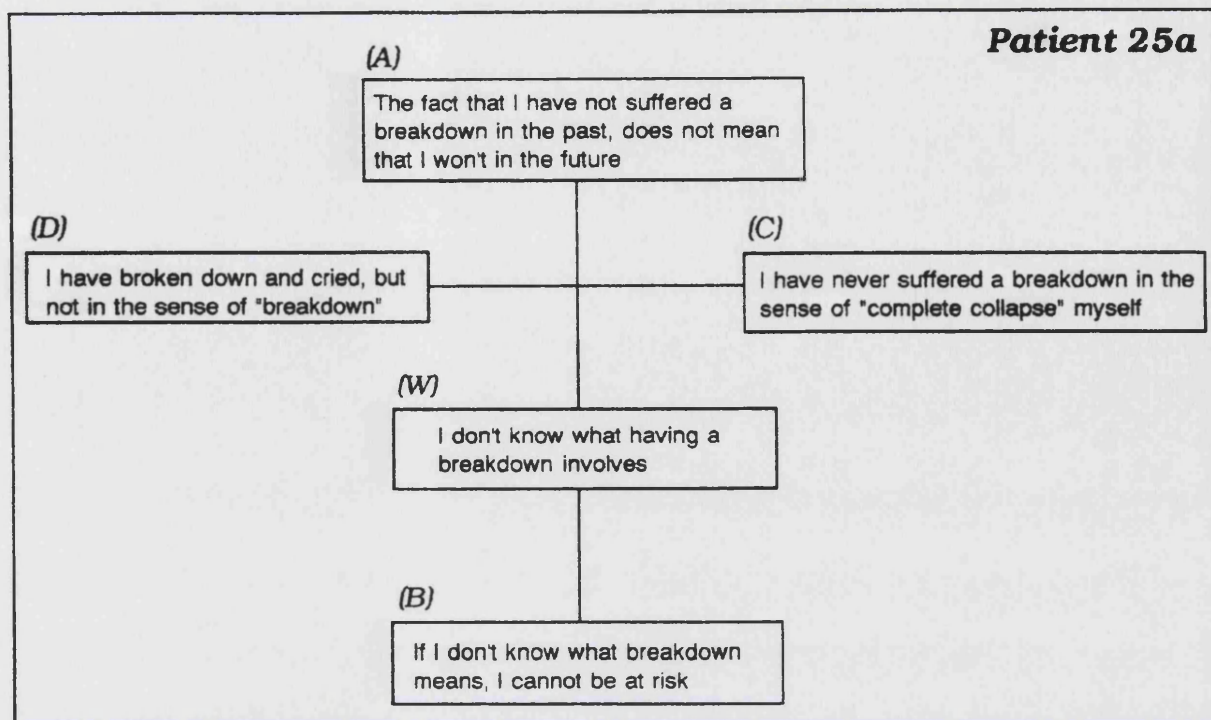 Patient 25a
(A)
The fact that I have not suffered a
breakdown in the past, does not mean
that I won't in the future
(D)
I have broken down and cried, but
not in the sense of "breakdown"
(C)
I have never suffered a breakdown in the
sense of "complete collapse" myself
(W)
I don't know what having a
breakdown involves
(B)
If I don't know what breakdown
means, I cannot be at risk